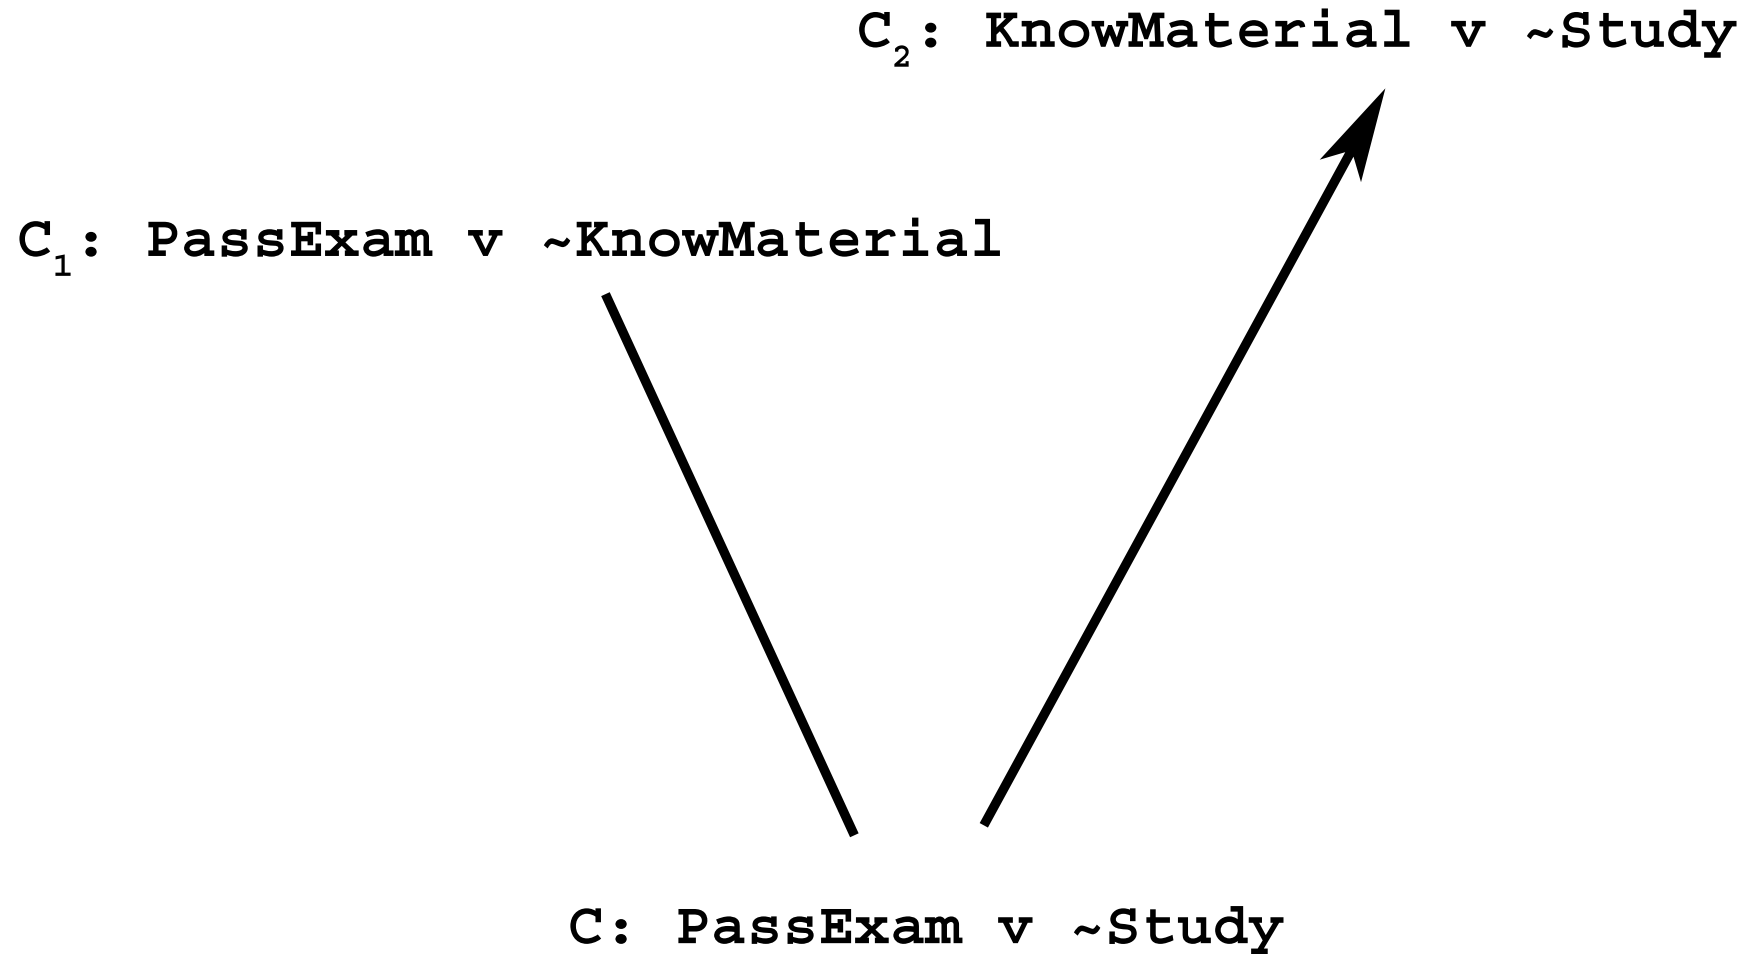 C₂: KnowMaterial v ~Study
C₁: PassExam v ~KnowMaterial
C: PassExam v ~Study